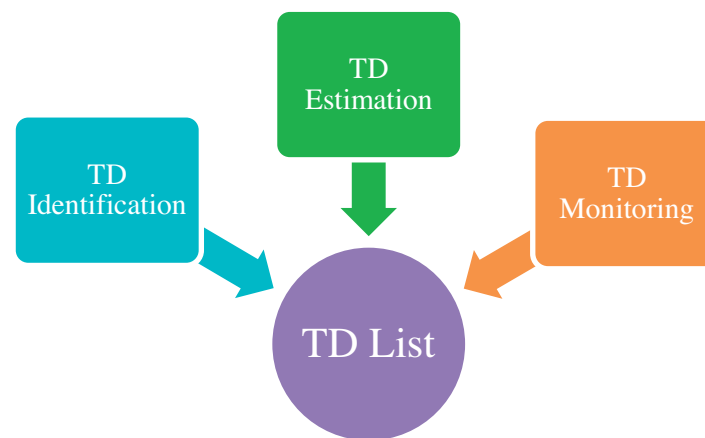 TD
Estimation
TD
Identification
TD
Monitoring
TD List